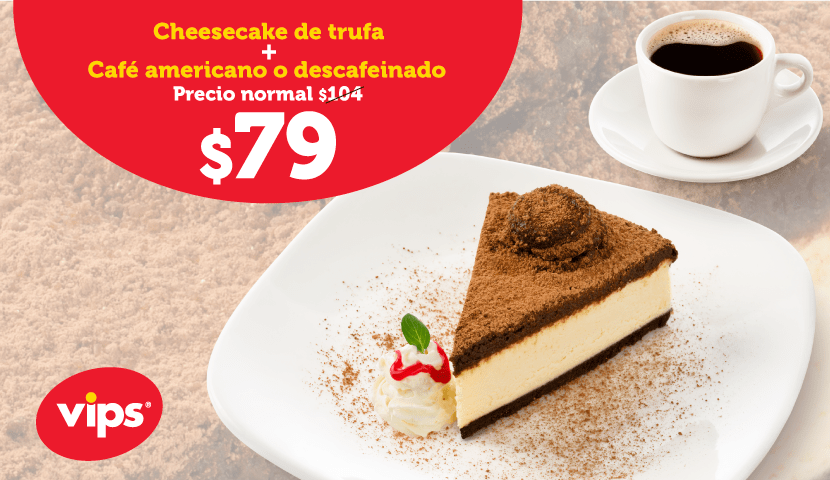 Cheesecake de trufa
+
Café americano o descafeinado
Precio normal $104
$79
vips®